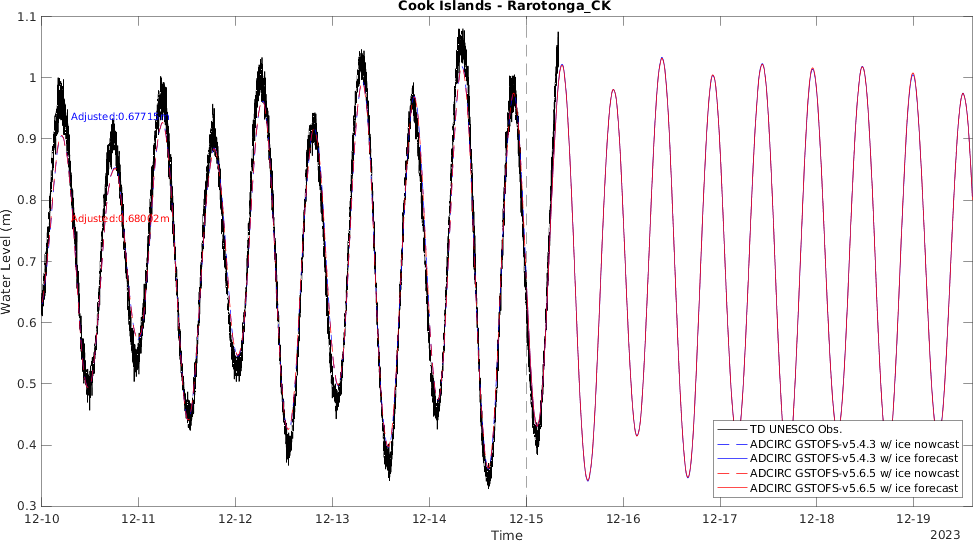 Cook Islands - Rarotonga_CK
Water Level (m)
1.1
1
0.9
0.8
0.7
0.6
0.5
0.4
0.3
Adjusted:0.67715m
Adjusted:0.68002m
TD UNESCO Obs.
ADCIRC GSTOFS-v5.4.3 w/ ice nowcast
ADCIRC GSTOFS-v5.4.3 w/ ice forecast
ADCIRC GSTOFS-v5.6.5 w/ ice nowcast
ADCIRC GSTOFS-v5.6.5 w/ ice forecast
12-10 12-11 12-12 12-13 12-14 12-15 12-16 12-17 12-18 12-19
Time
2023